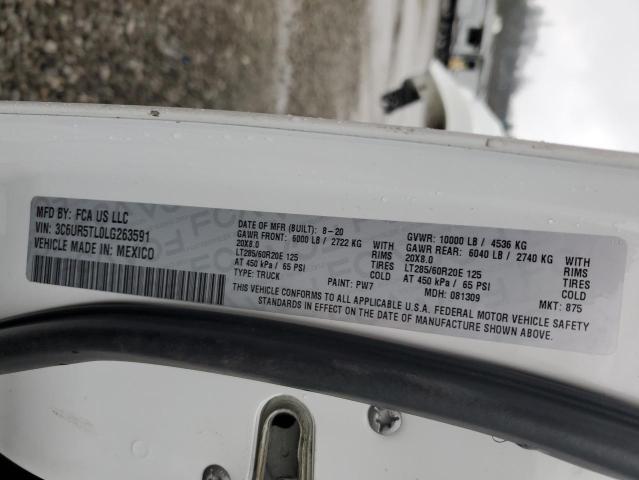 MFD BY: FCA US LLC
VIN: 3C6UR5TL0LG263591
VEHICLE MADE IN: MEXICO
DATE OF MFR (BUILT): 8-20
GAWR FRONT: 6000 LB / 2722 KG WITH
20X8.0 RIMS
LT285/60R20E 125 TIRES
AT 450 kPa / 65 PSI COLD
TYPE: TRUCK PAINT: PW7
GVWR: 10000 LB / 4536 KG
GAWR REAR: 6040 LB / 2740 KG WITH
20X8.0 RIMS
LT285/60R20E 125 TIRES
AT 450 kPa / 65 PSI COLD
MDH: 081309 MKT: 875
THIS VEHICLE CONFORMS TO ALL APPLICABLE U.S.A. FEDERAL MOTOR VEHICLE SAFETY
STANDARDS IN EFFECT ON THE DATE OF MANUFACTURE SHOWN ABOVE.